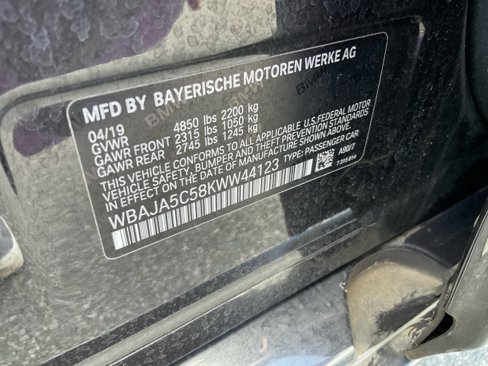 MFD BY BAYERISCHE MOTOREN WERKE AG
04/19
GVWR 4850 lbs 2200 kg
GAWR FRONT 2315 lbs 1050 kg
GAWR REAR 2745 lbs 1245 kg
THIS VEHICLE CONFORMS TO ALL APPLICABLE U.S. FEDERAL MOTOR
VEHICLE SAFETY, BUMPER AND THEFT PREVENTION STANDARDS
IN EFFECT ON THE DATE OF MANUFACTURE SHOWN ABOVE.
WBAJA5C58KWW44123 TYPE: PASSENGER CAR
A90/7